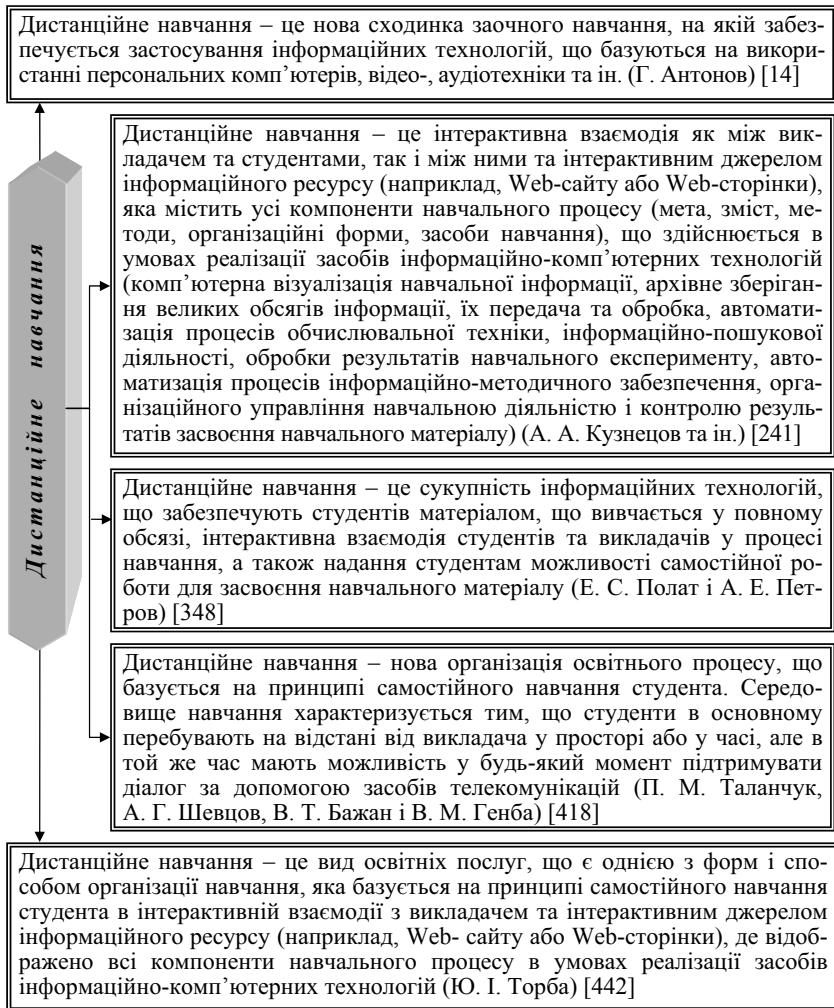 Дистанційне навчання – це нова сходинка заочного навчання, на якій забез-
печується застосування інформаційних технологій, що базуються на викори-
станні персональних комп’ютерів, відео-, аудіотехніки та ін. (Г. Антонов) [14]
Дистанційне навчання
Дистанційне навчання – це інтерактивна взаємодія як між вик-
ладачем та студентами, так і між ними та інтерактивним джерелом
інформаційного ресурсу (наприклад, Web-сайту або Web-сторінки),
яка містить усі компоненти навчального процесу (мета, зміст, ме-
тоди, організаційні форми, засоби навчання), що здійснюється в
умовах реалізації засобів інформаційно-комп’ютерних технологій
(комп’ютерна візуалізація навчальної інформації, архівне зберіган-
ня великих обсягів інформації, їх передача та обробка, автомати-
зація процесів обчислювальної техніки, інформаційно-пошукової
діяльності, обробки результатів навчального експерименту, авто-
матизація процесів інформаційно-методичного забезпечення, орга-
нізаційного управління навчальною діяльністю і контролю резуль-
татів засвоєння навчального матеріалу) (А. А. Кузнецов та ін.) [241]
Дистанційне навчання – це сукупність інформаційних технологій,
що забезпечують студентів матеріалом, що вивчається у повному
обсязі, інтерактивна взаємодія студентів та викладачів у процесі
навчання, а також надання студентам можливості самостійної ро-
боти для засвоєння навчального матеріалу (Е. С. Полат і А. Е. Пет-
ров) [348]
Дистанційне навчання – нова організація освітнього процесу, що
базується на принципі самостійного навчання студента. Середо-
вище навчання характеризується тим, що студенти в основному
перебувають на відстані від викладача у просторі або у часі, але в
той же час мають можливість у будь-який момент підтримувати
діалог за допомогою засобів телекомунікацій (П. М. Таланчук,
А. Г. Шевцов, В. Т. Бажан і В. М. Генба) [418]
Дистанційне навчання – це вид освітніх послуг, що є однією з форм і спо-
собом організації навчання, яка базується на принципі самостійного навчання
студента в інтерактивній взаємодії з викладачем та інтерактивним джерелом
інформаційного ресурсу (наприклад, Web- сайту або Web-сторінки), де відоб-
ражено всі компоненти навчального процесу в умовах реалізації засобів
інформаційно-комп’ютерних технологій (Ю. І. Торба) [442]